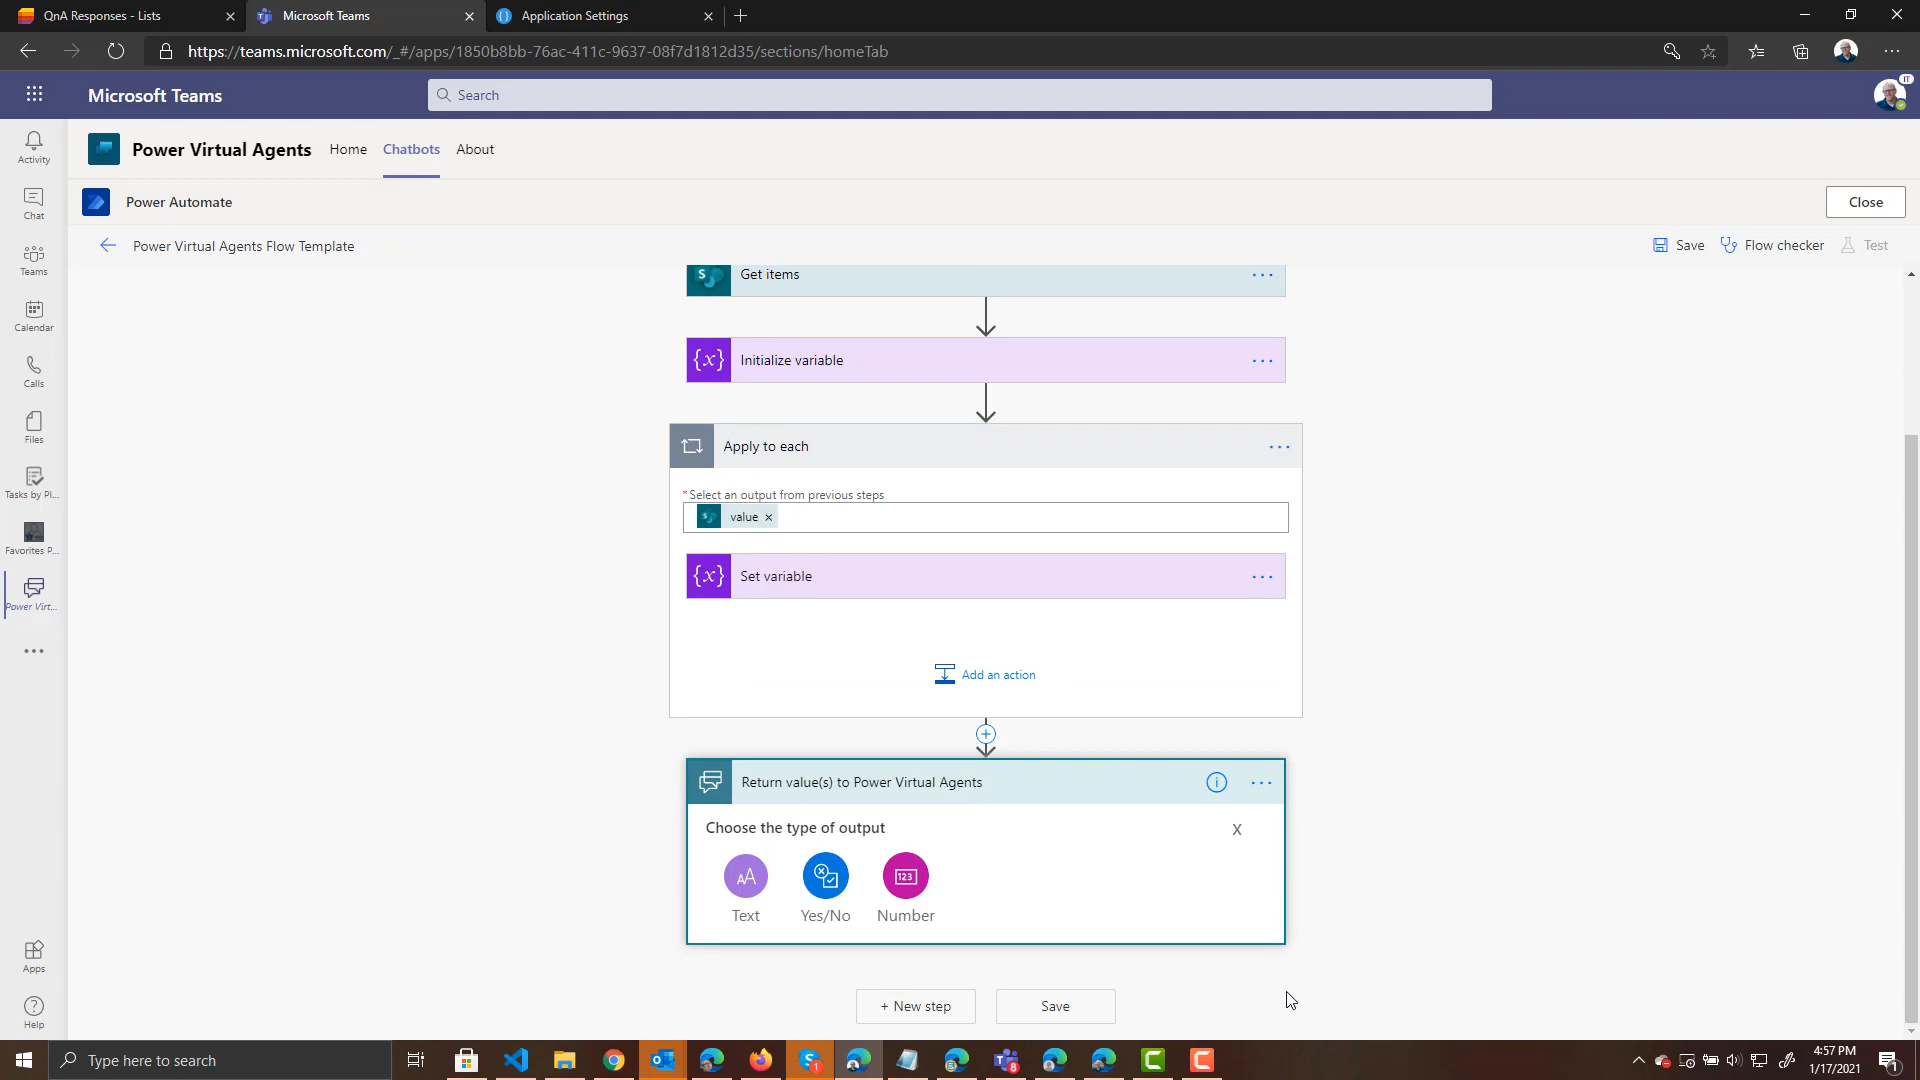 QnA Responses - Lists
Microsoft Teams
Application Settings
https://teams.microsoft.com/_#/apps/1850b8bb-76ac-411c-9637-08f7d1812d35/sections/homeTab
Microsoft Teams
Search
IT
Activity
Chat
Teams
Calendar
Calls
Files
Tasks by Pl...
Favorites P...
Power Virt...
Apps
Help
Power Virtual Agents
Home
Chatbots
About
Power Automate
Close
Power Virtual Agents Flow Template
Save
Flow checker
Test
Get items
{x} Initialize variable
Apply to each
* Select an output from previous steps
value ×
{x} Set variable
Add an action
Return value(s) to Power Virtual Agents
Choose the type of output
X
Text
Yes/No
123
Number
+ New step
Save
Type here to search
4:57 PM
1/17/2021